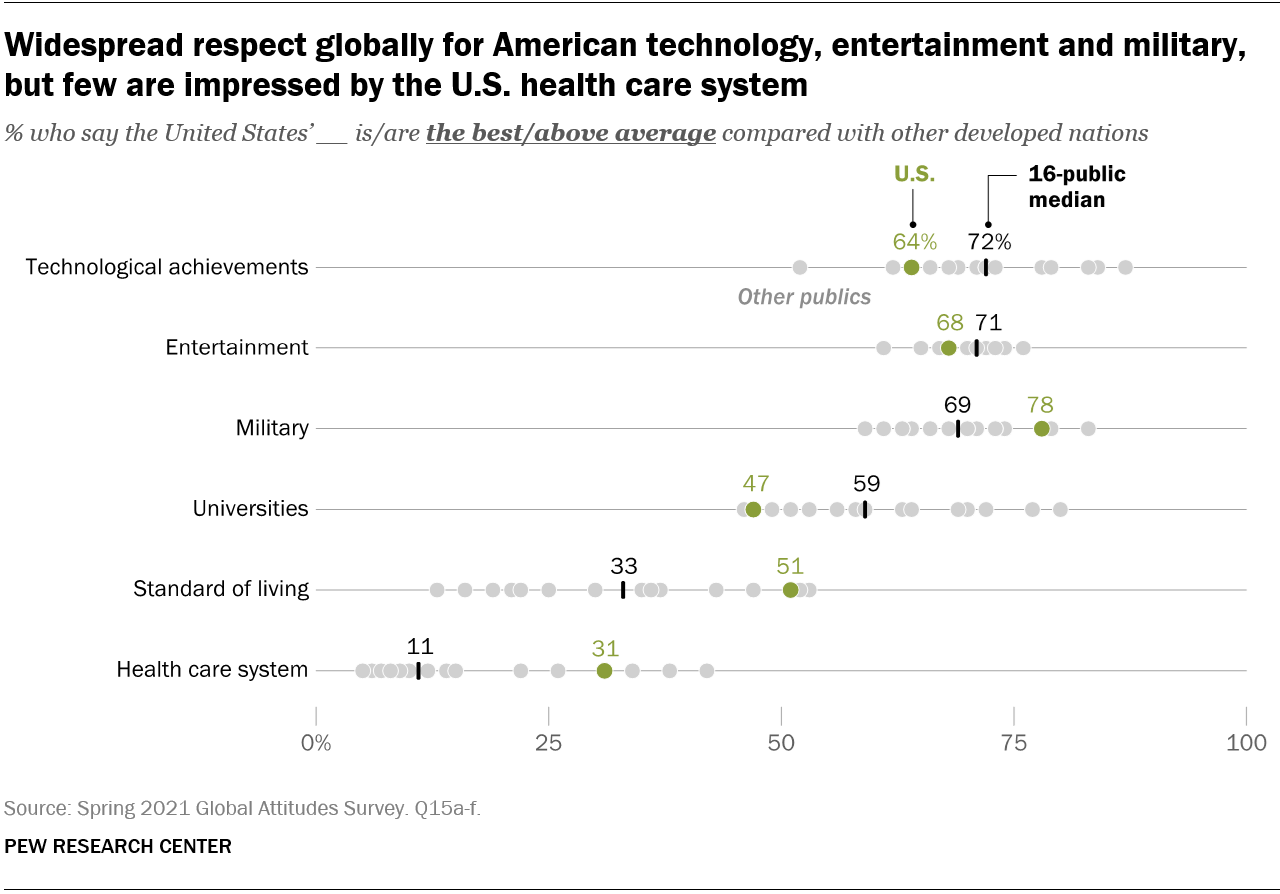 Widespread respect globally for American technology, entertainment and military,
but few are impressed by the U.S. health care system
% who say the United States’ __ is/are the best/above average compared with other developed nations
U.S.
16-public
median
64% 72%
Technological achievements
Other publics
68 71
Entertainment
69 78
Military
47 59
Universities
33 51
Standard of living
11 31
Health care system
0% 25 50 75 100
Source: Spring 2021 Global Attitudes Survey. Q15a-f.
PEW RESEARCH CENTER